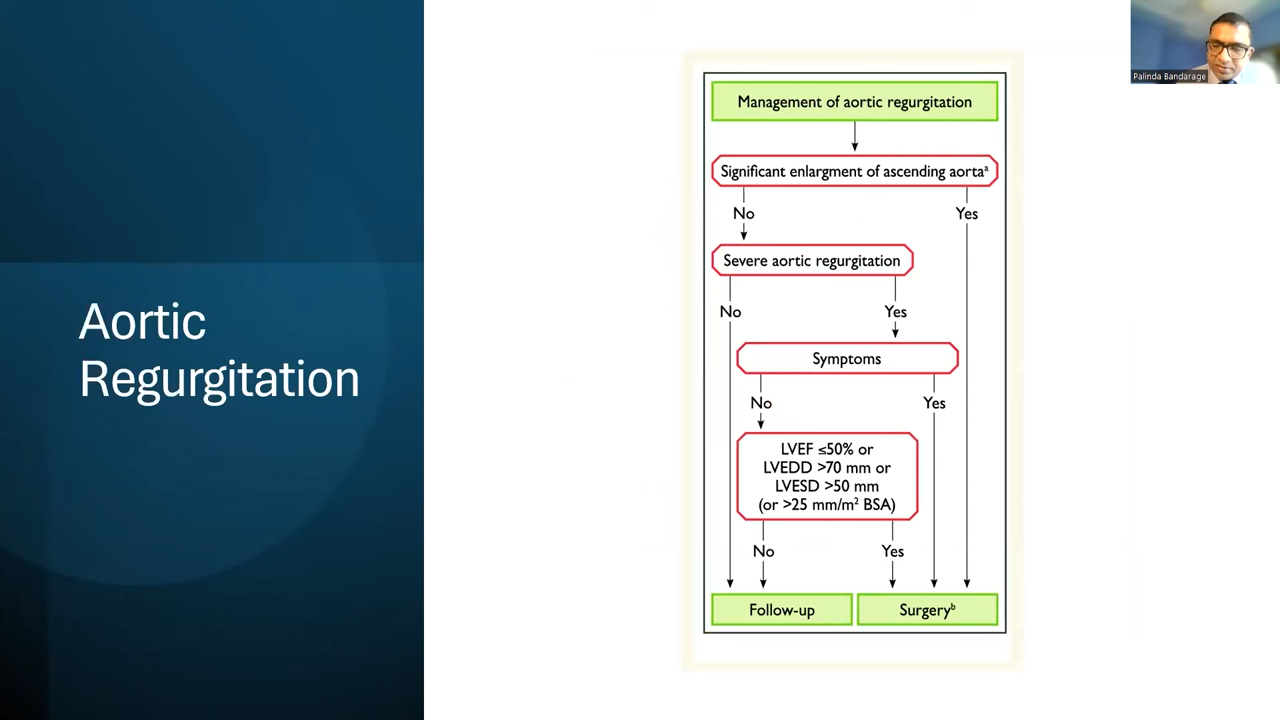 Aortic
Regurgitation
Management of aortic regurgitation
Significant enlargment of ascending aortaᵃ
No
Yes
Severe aortic regurgitation
No
Yes
Symptoms
No
Yes
LVEF ≤50% or
LVEDD >70 mm or
LVESD >50 mm
(or >25 mm/m² BSA)
No
Yes
Follow-up
Surgeryᵇ
Palinda Bandarage